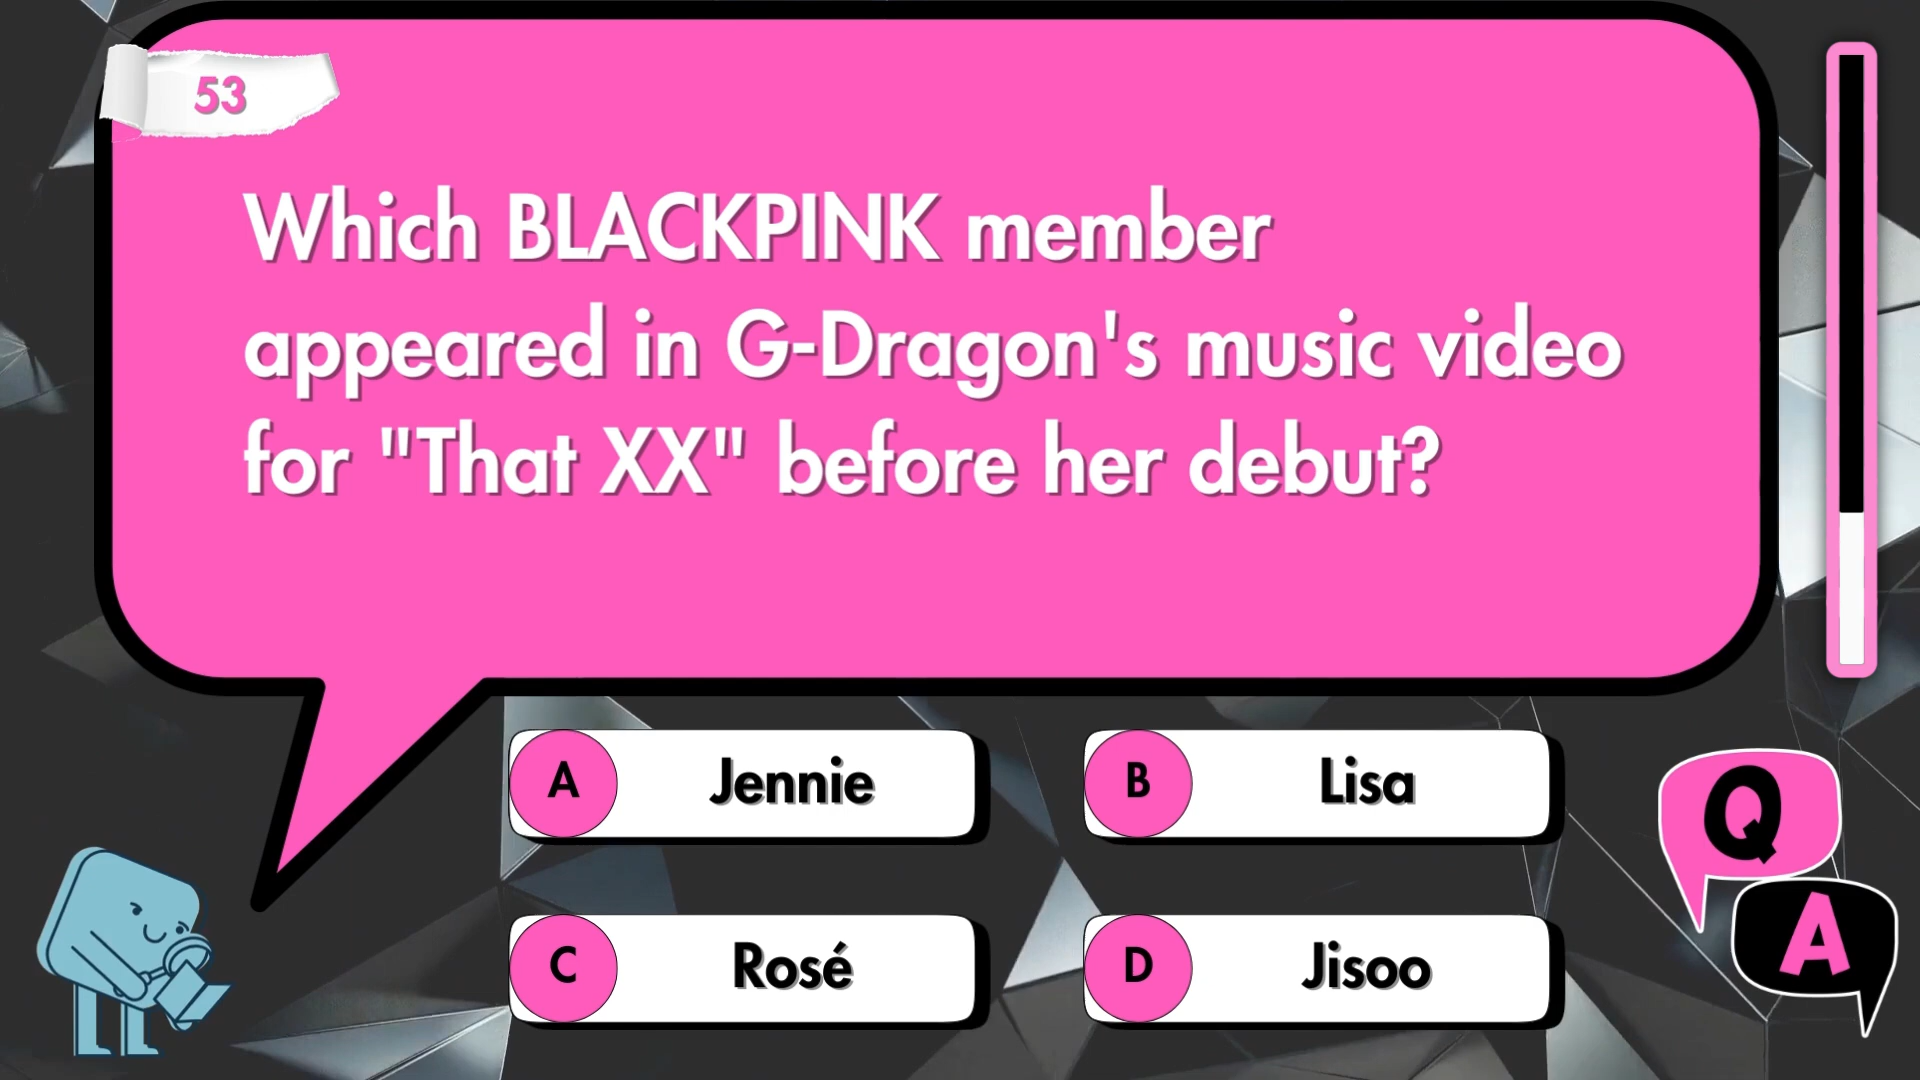 53
Which BLACKPINK member
appeared in G-Dragon's music video
for "That XX" before her debut?
A Jennie
B Lisa
C Rosé
D Jisoo
Q
A